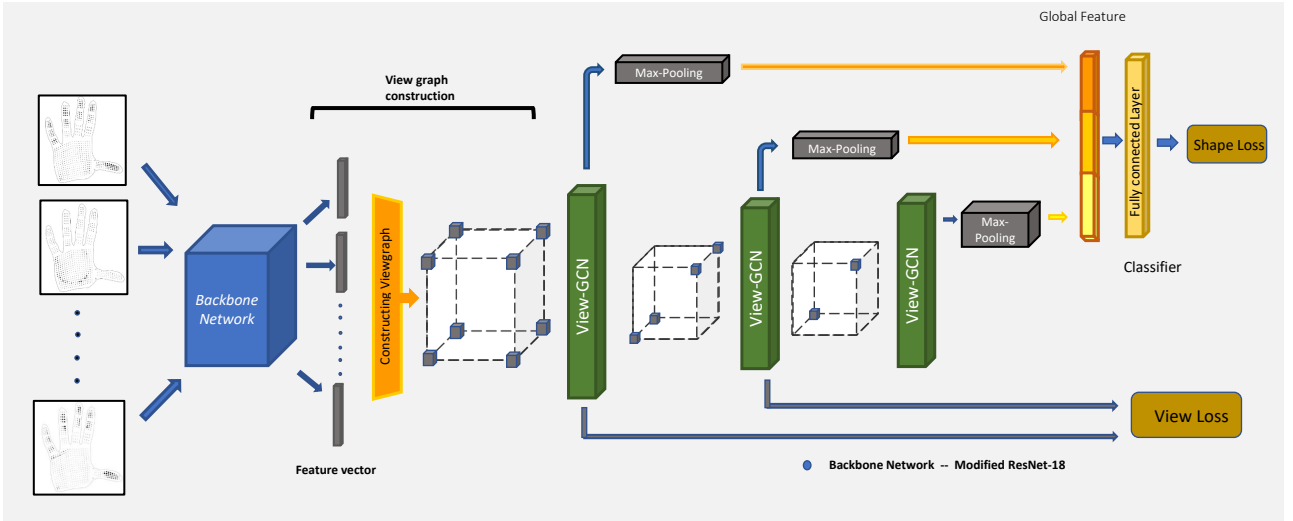 Global Feature
Max-Pooling
View graph
construction
Max-Pooling
Fully connected Layer
Shape Loss
Backbone
Network
Constructing Viewgraph
View-GCN
View-GCN
View-GCN
Max-
Pooling
Classifier
View Loss
Feature vector
Backbone Network -- Modified ResNet-18